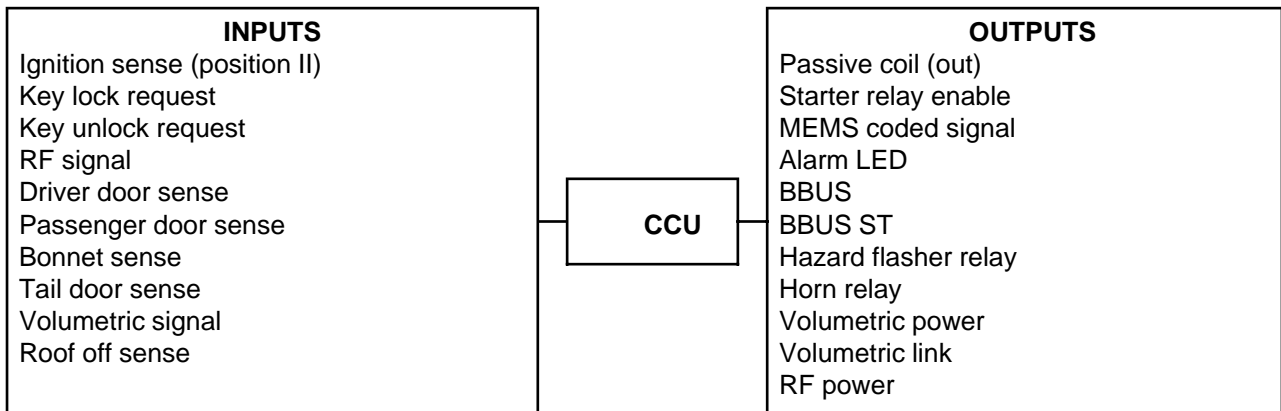 INPUTS
Ignition sense (position II)
Key lock request
Key unlock request
RF signal
Driver door sense
Passenger door sense
Bonnet sense
Tail door sense
Volumetric signal
Roof off sense
CCU
OUTPUTS
Passive coil (out)
Starter relay enable
MEMS coded signal
Alarm LED
BBUS
BBUS ST
Hazard flasher relay
Horn relay
Volumetric power
Volumetric link
RF power